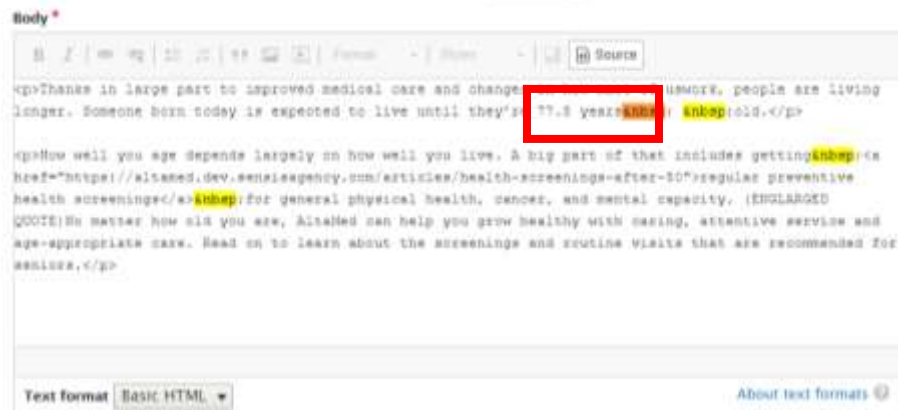 Body *
B I Format Styles Source
<p>Thanks in large part to improved medical care and changes usmork, people are living
longer. Someone born today is expected to live until they're 77.8 years&nbsp; &nbsp;old.</p>
<p>How well you age depends largely on how well you live. A big part of that includes getting&nbsp;<a
href="https://altamed.dev.sensisagency.com/articles/health-screenings-after-50">regular preventive
health screenings</a>&nbsp;for general physical health, cancer, and mental capacity. (ENGLARGED
QUOTE)No matter how old you are, AltaMed can help you grow healthy with caring, attentive service and
age-appropriate care. Read on to learn about the screenings and routine visits that are recommended for
seniors.</p>
Text format Basic HTML About text formats